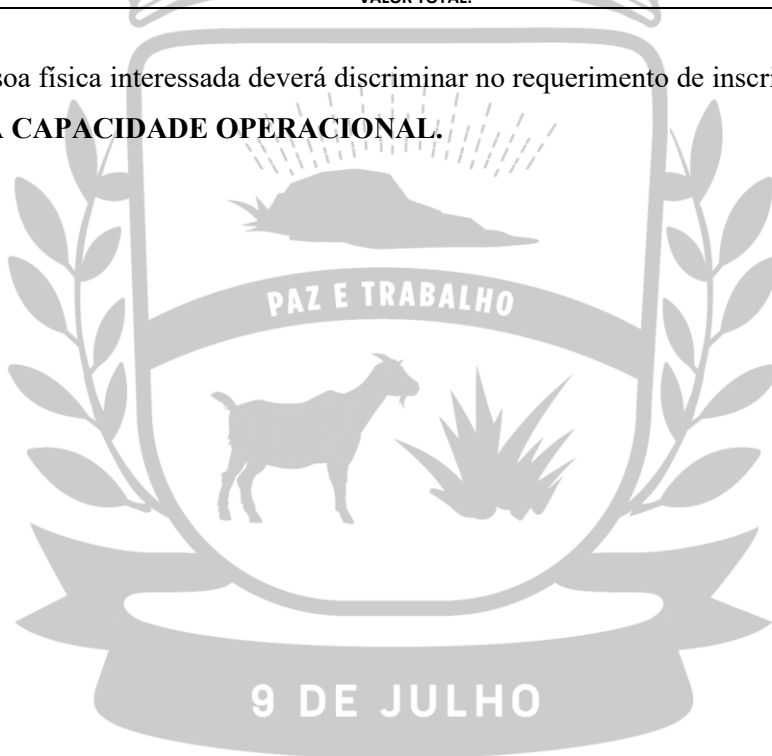 VALOR TOTAL:
soa física interessada deverá discriminar no requerimento de inscri
A CAPACIDADE OPERACIONAL.
PAZ E TRABALHO
9 DE JULHO